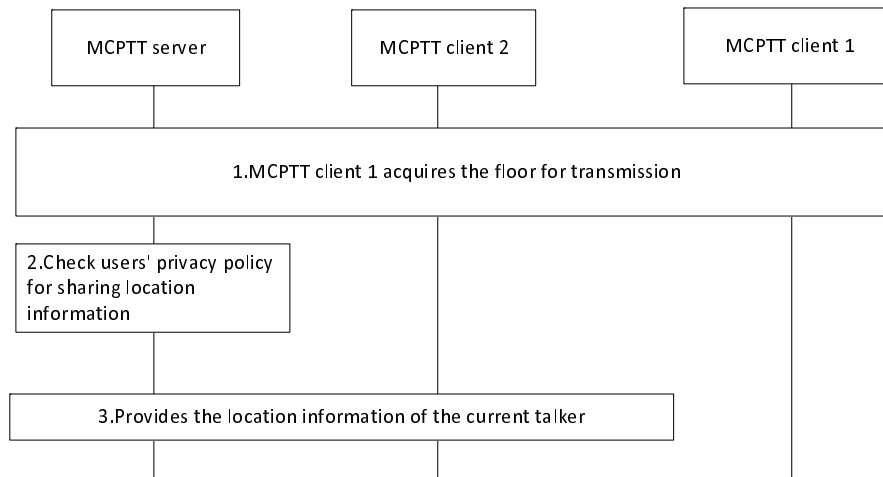 MCPTT server
MCPTT client 2
MCPTT client 1
1.MCPTT client 1 acquires the floor for transmission
2.Check users' privacy policy
for sharing location
information
3.Provides the location information of the current talker